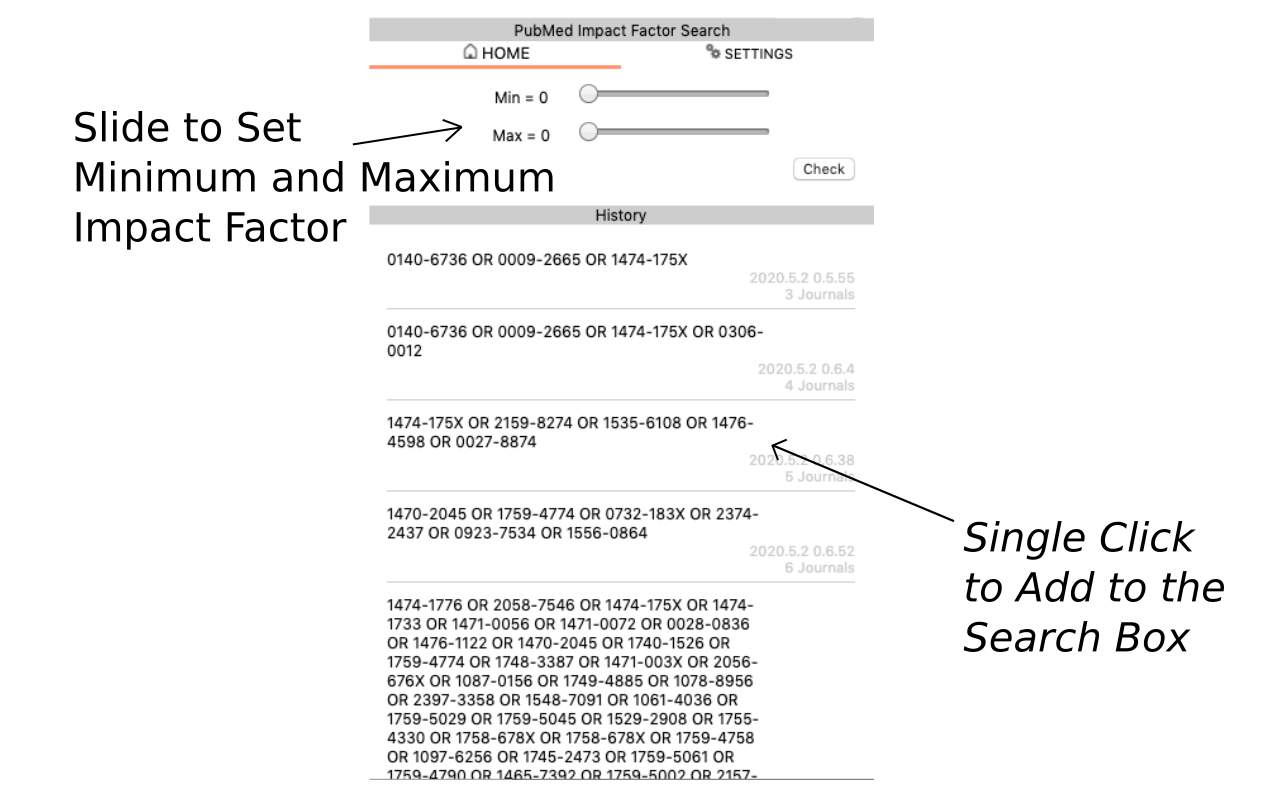 PubMed Impact Factor Search
HOME
SETTINGS
Min = 0
Max = 0
Check
Slide to Set
Minimum and Maximum
Impact Factor
History
0140-6736 OR 0009-2665 OR 1474-175X
2020.5.2 0.5.55
3 Journals
0140-6736 OR 0009-2665 OR 1474-175X OR 0306-
0012
2020.5.2 0.6.4
4 Journals
1474-175X OR 2159-8274 OR 1535-6108 OR 1476-
4598 OR 0027-8874
2020.5.2 0.6.38
5 Journals
1470-2045 OR 1759-4774 OR 0732-183X OR 2374-
2437 OR 0923-7534 OR 1556-0864
2020.5.2 0.6.52
6 Journals
Single Click
to Add to the
Search Box
1474-1776 OR 2058-7546 OR 1474-175X OR 1474-
1733 OR 1471-0056 OR 1471-0072 OR 0028-0836
OR 1476-1122 OR 1470-2045 OR 1740-1526 OR
1759-4774 OR 1748-3387 OR 1471-003X OR 2056-
676X OR 1087-0156 OR 1749-4885 OR 1078-8956
OR 2397-3358 OR 1548-7091 OR 1061-4036 OR
1759-5029 OR 1759-5045 OR 1529-2908 OR 1755-
4330 OR 1758-678X OR 1758-678X OR 1759-4758
OR 1097-6256 OR 1745-2473 OR 1759-5061 OR
1759-4790 OR 1465-7392 OR 1759-5002 OR 2157-